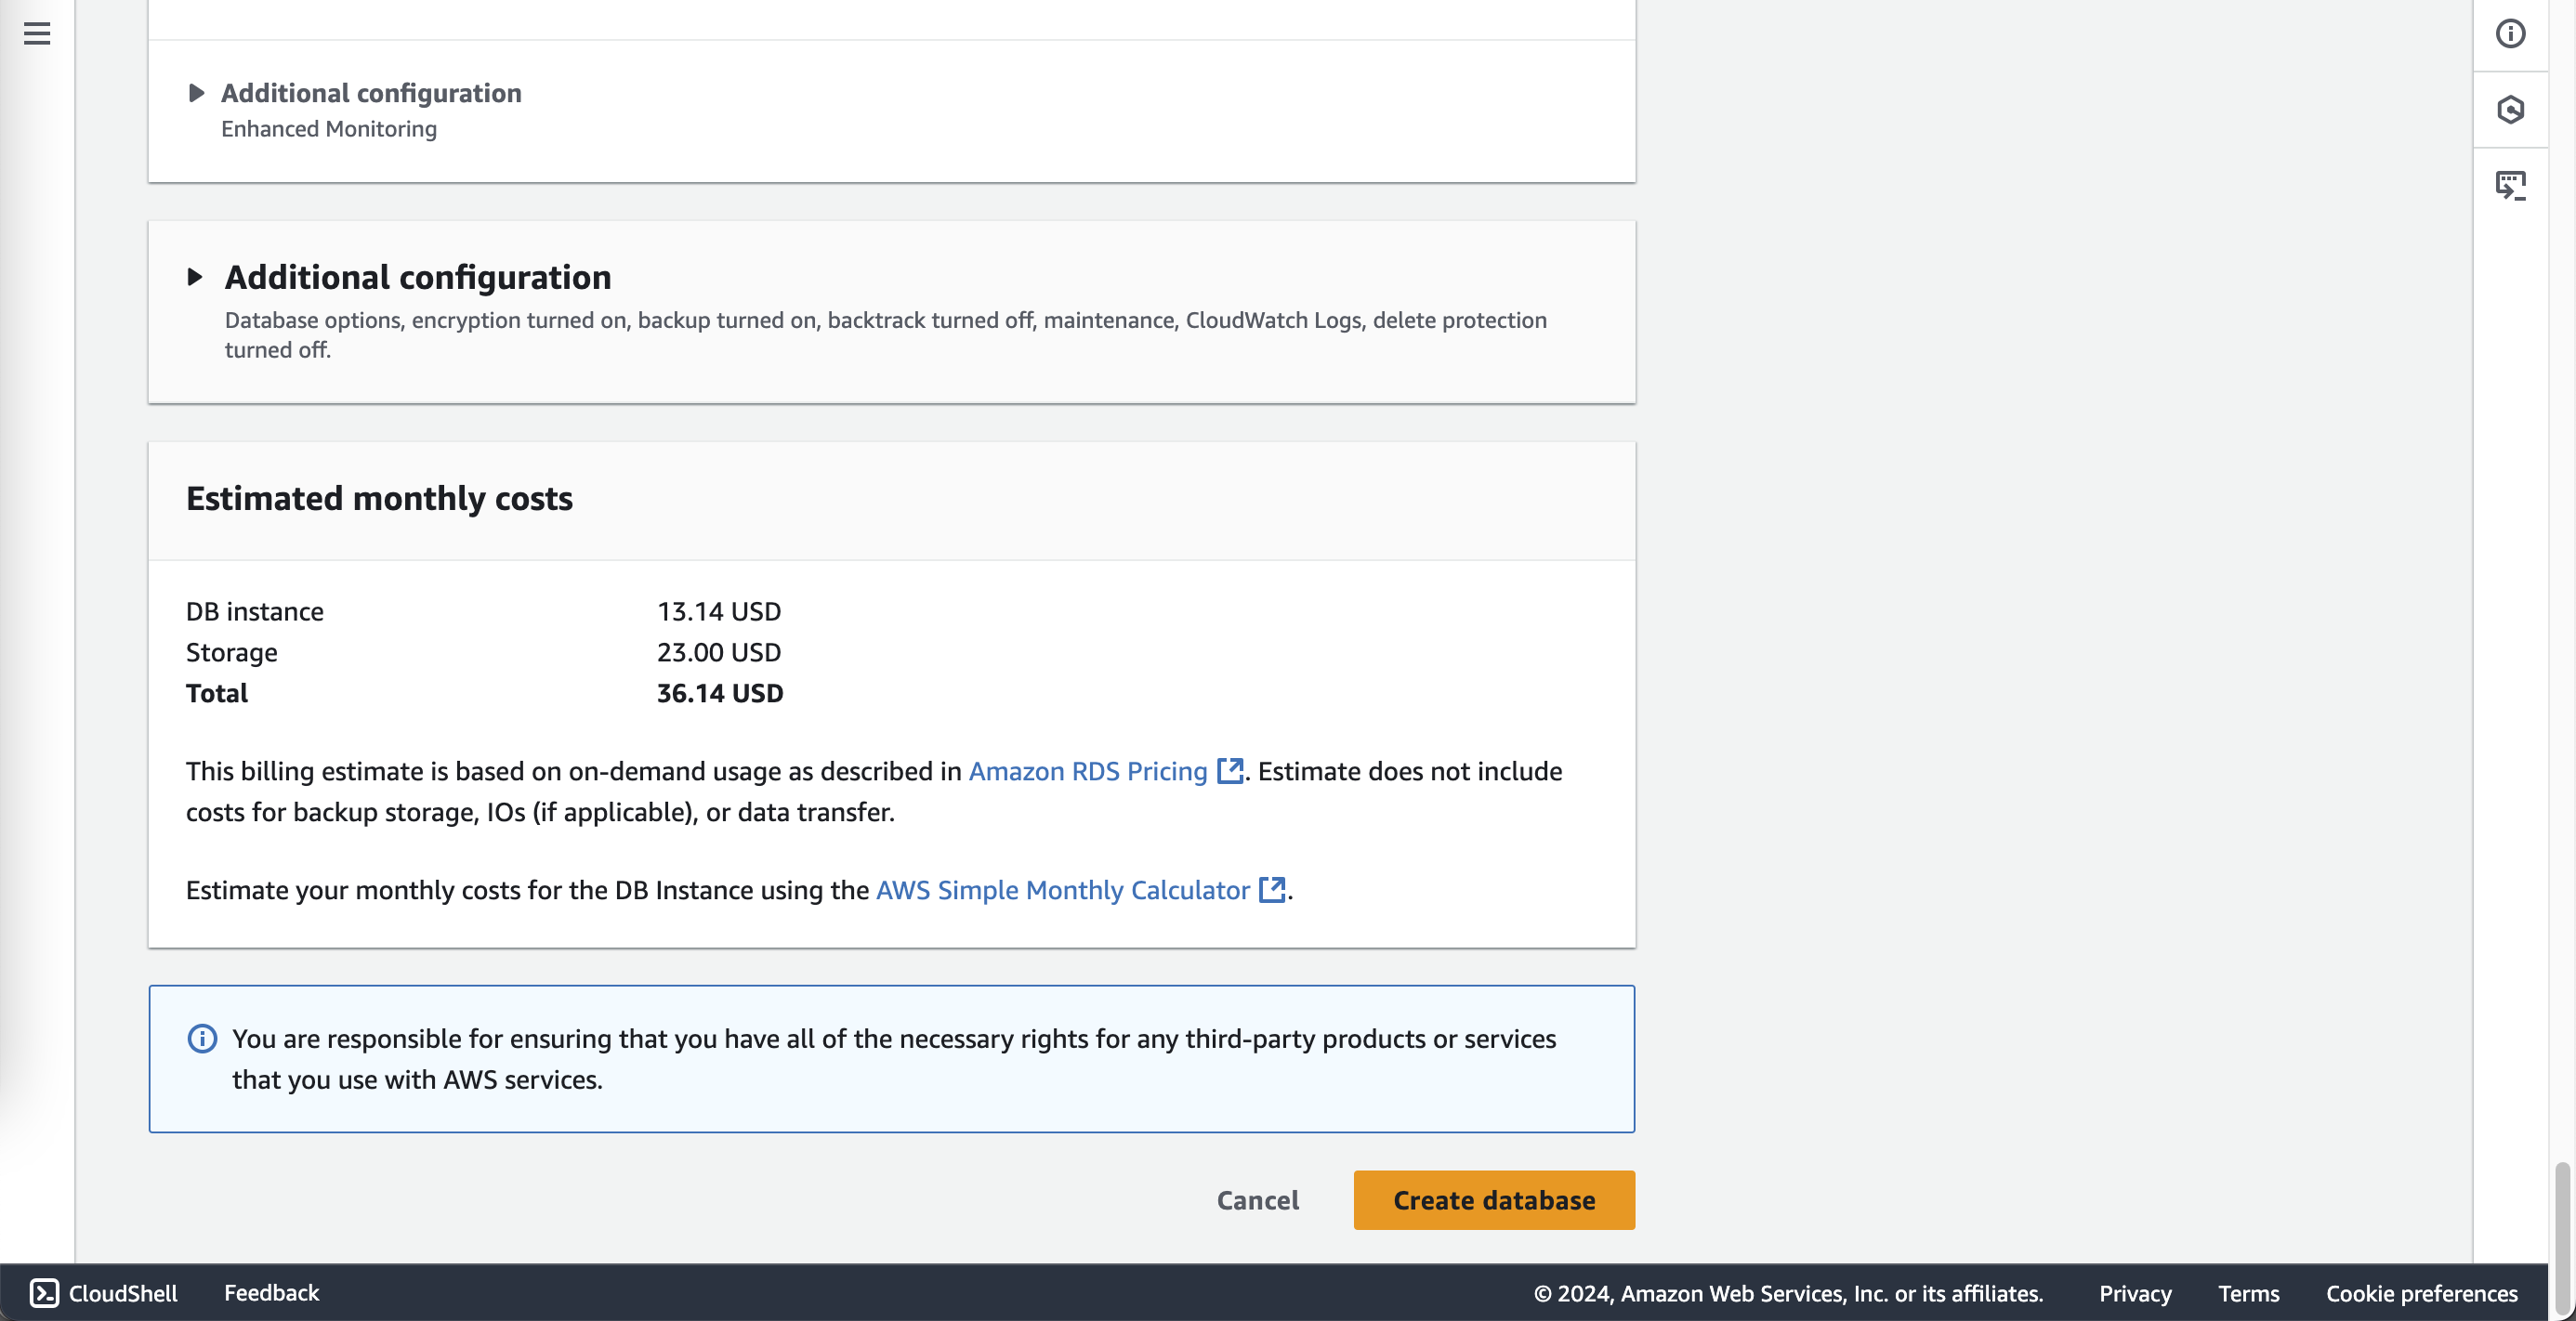 Additional configuration
Enhanced Monitoring
Additional configuration
Database options, encryption turned on, backup turned on, backtrack turned off, maintenance, CloudWatch Logs, delete protection
turned off.
Estimated monthly costs
DB instance 13.14 USD
Storage 23.00 USD
Total 36.14 USD
This billing estimate is based on on-demand usage as described in Amazon RDS Pricing. Estimate does not include
costs for backup storage, IOs (if applicable), or data transfer.
Estimate your monthly costs for the DB Instance using the AWS Simple Monthly Calculator.
You are responsible for ensuring that you have all of the necessary rights for any third-party products or services
that you use with AWS services.
Cancel Create database
CloudShell Feedback © 2024, Amazon Web Services, Inc. or its affiliates. Privacy Terms Cookie preferences